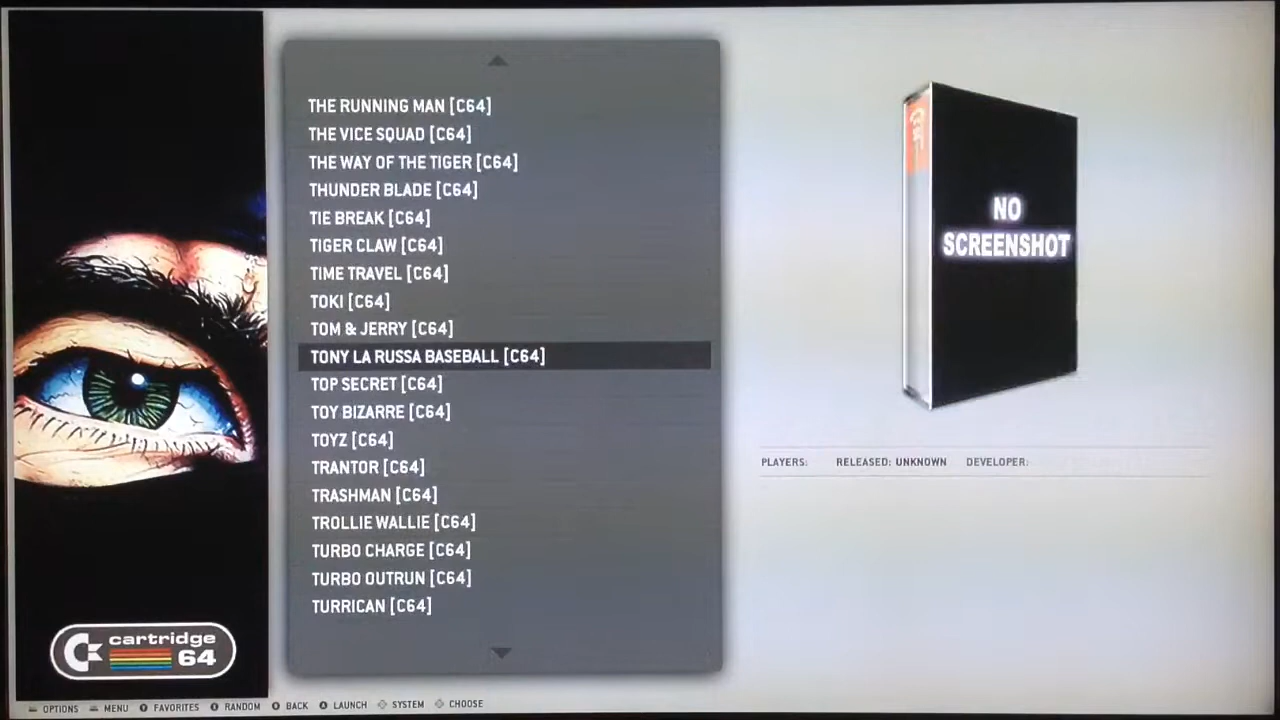 THE RUNNING MAN [C64]
THE VICE SQUAD [C64]
THE WAY OF THE TIGER [C64]
THUNDER BLADE [C64]
TIE BREAK [C64]
TIGER CLAW [C64]
TIME TRAVEL [C64]
TOKI [C64]
TOM & JERRY [C64]
TONY LA RUSSA BASEBALL [C64]
TOP SECRET [C64]
TOY BIZARRE [C64]
TOYZ [C64]
TRANTOR [C64]
TRASHMAN [C64]
TROLLIE WALLIE [C64]
TURBO CHARGE [C64]
TURBO OUTRUN [C64]
TURRICAN [C64]
NO
SCREENSHOT
PLAYERS: RELEASED: UNKNOWN DEVELOPER:
cartridge
64
OPTIONS MENU FAVORITES RANDOM BACK LAUNCH SYSTEM CHOOSE